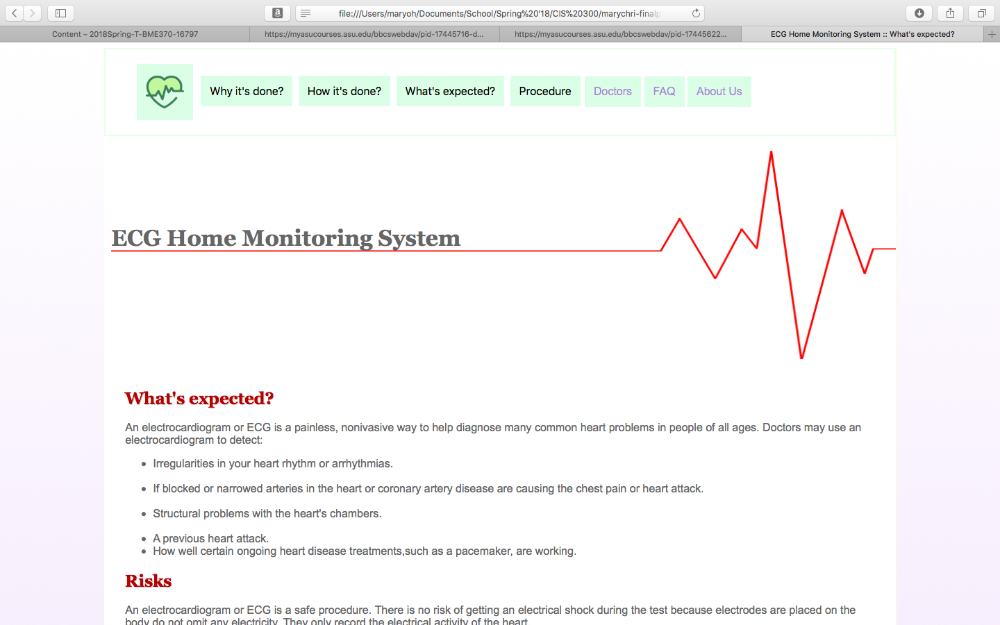 file:///Users/maryoh/Documents/School/Spring%20'18/CIS%20300/marychri-finalp
Content – 2018Spring-T-BME370-16797
https://myasucourses.asu.edu/bbcswebdav/pid-17445716-d...
https://myasucourses.asu.edu/bbcswebdav/pid-17445622...
ECG Home Monitoring System :: What's expected?
Why it's done?
How it's done?
What's expected?
Procedure
Doctors
FAQ
About Us
ECG Home Monitoring System
What's expected?
An electrocardiogram or ECG is a painless, nonivasive way to help diagnose many common heart problems in people of all ages. Doctors may use an
electrocardiogram to detect:
• Irregularities in your heart rhythm or arrhythmias.
• If blocked or narrowed arteries in the heart or coronary artery disease are causing the chest pain or heart attack.
• Structural problems with the heart's chambers.
• A previous heart attack.
• How well certain ongoing heart disease treatments,such as a pacemaker, are working.
Risks
An electrocardiogram or ECG is a safe procedure. There is no risk of getting an electrical shock during the test because electrodes are placed on the
body do not omit any electricity. They only record the electrical activity of the heart